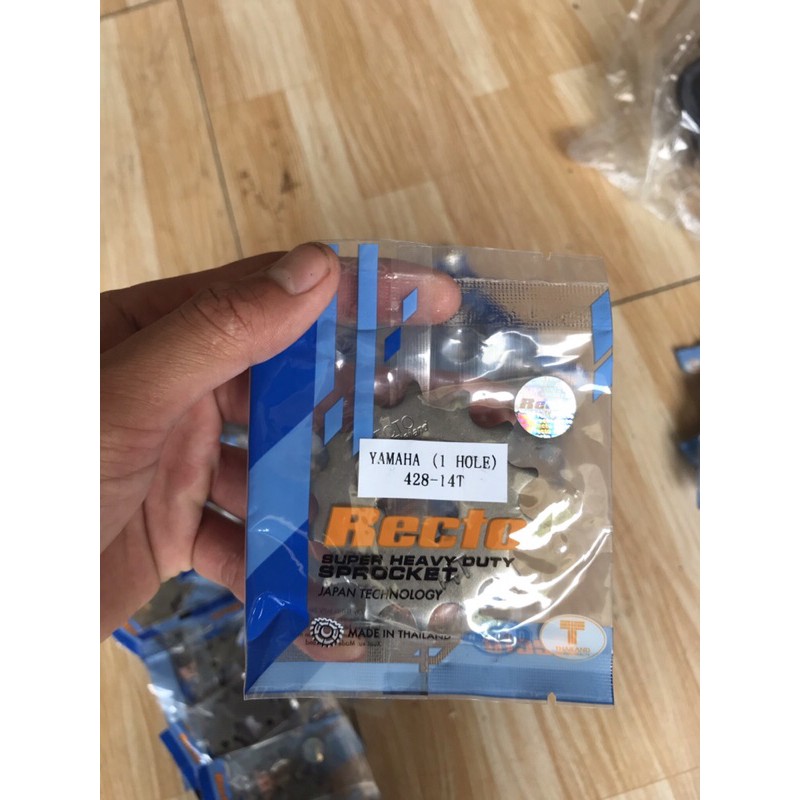 YAMAHA (1 HOLE)
428-14T
Recto
SUPER HEAVY DUTY
SPROCKET
JAPAN TECHNOLOGY
MADE IN THAILAND
T